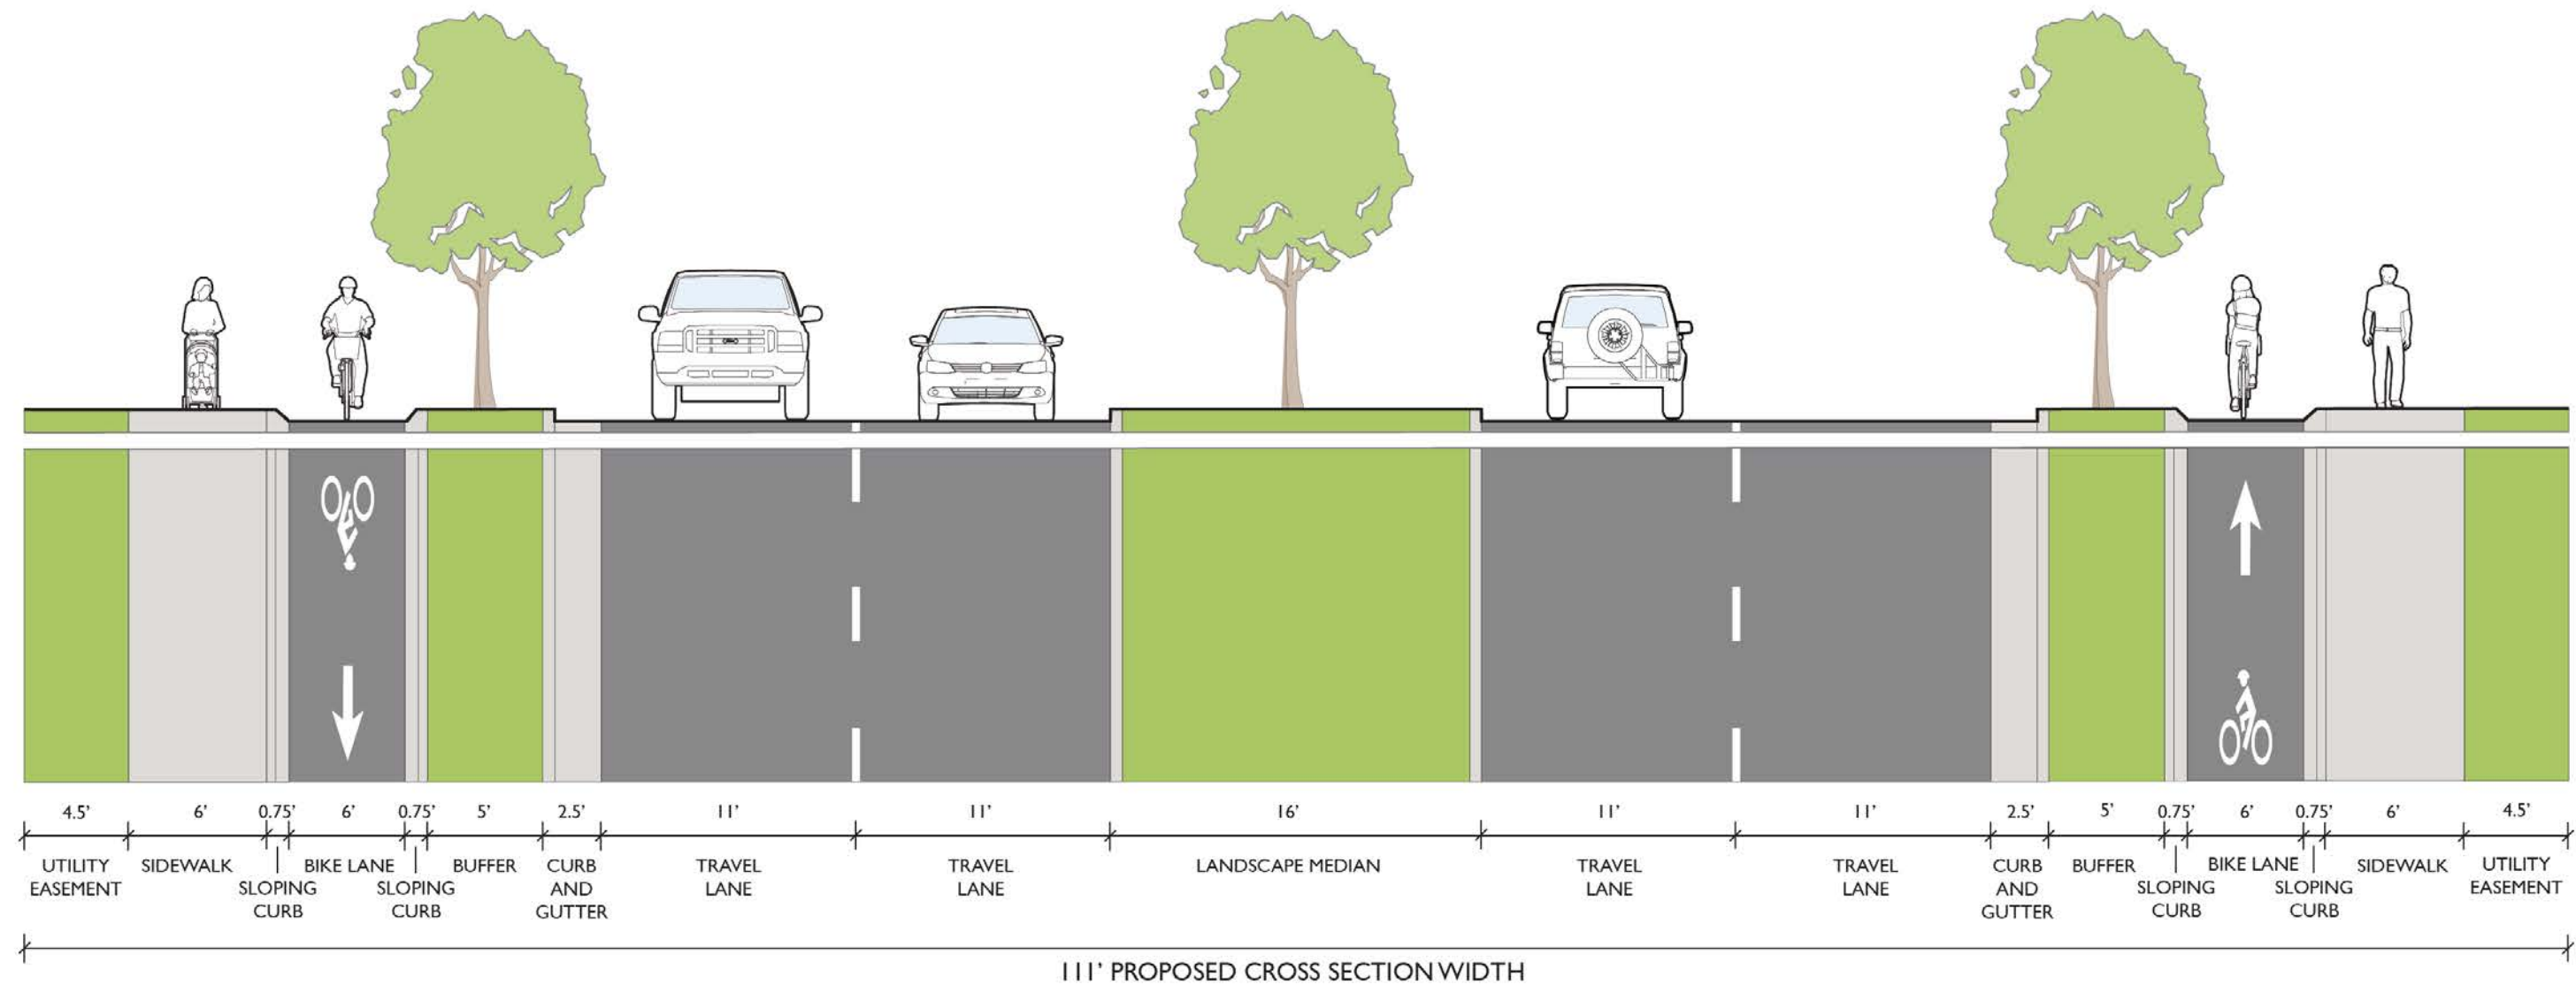 4.5’ 6’ 0.75’ 6’ 0.75’ 5’ 2.5’ 11’ 11’ 16’ 11’ 11’ 2.5’ 5’ 0.75’ 6’ 0.75’ 6’ 4.5’
UTILITY
EASEMENT
SIDEWALK
SLOPING
CURB
BIKE LANE
SLOPING
CURB
BUFFER
CURB
AND
GUTTER
TRAVEL
LANE
TRAVEL
LANE
LANDSCAPE MEDIAN
TRAVEL
LANE
TRAVEL
LANE
CURB
AND
GUTTER
BUFFER
SLOPING
CURB
BIKE LANE
SLOPING
CURB
SIDEWALK
UTILITY
EASEMENT
111’ PROPOSED CROSS SECTION WIDTH